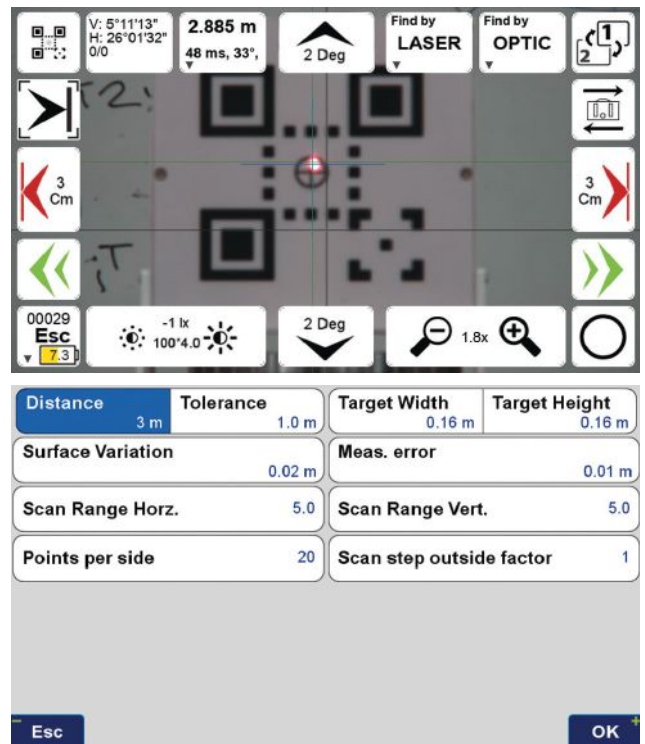 V: 5°11'13"
H: 26°01'32"
0/0
2.885 m
48 ms, 33°,
2 Deg
Find by
LASER
Find by
OPTIC
1
2
T2:
3
Cm
3
Cm
;T
00029
Esc
7.3
-1 lx
100*4.0
2 Deg
1.8x
Distance
3 m
Tolerance
1.0 m
Target Width
0.16 m
Target Height
0.16 m
Surface Variation
0.02 m
Meas. error
0.01 m
Scan Range Horz.
5.0
Scan Range Vert.
5.0
Points per side
20
Scan step outside factor
1
Esc
OK